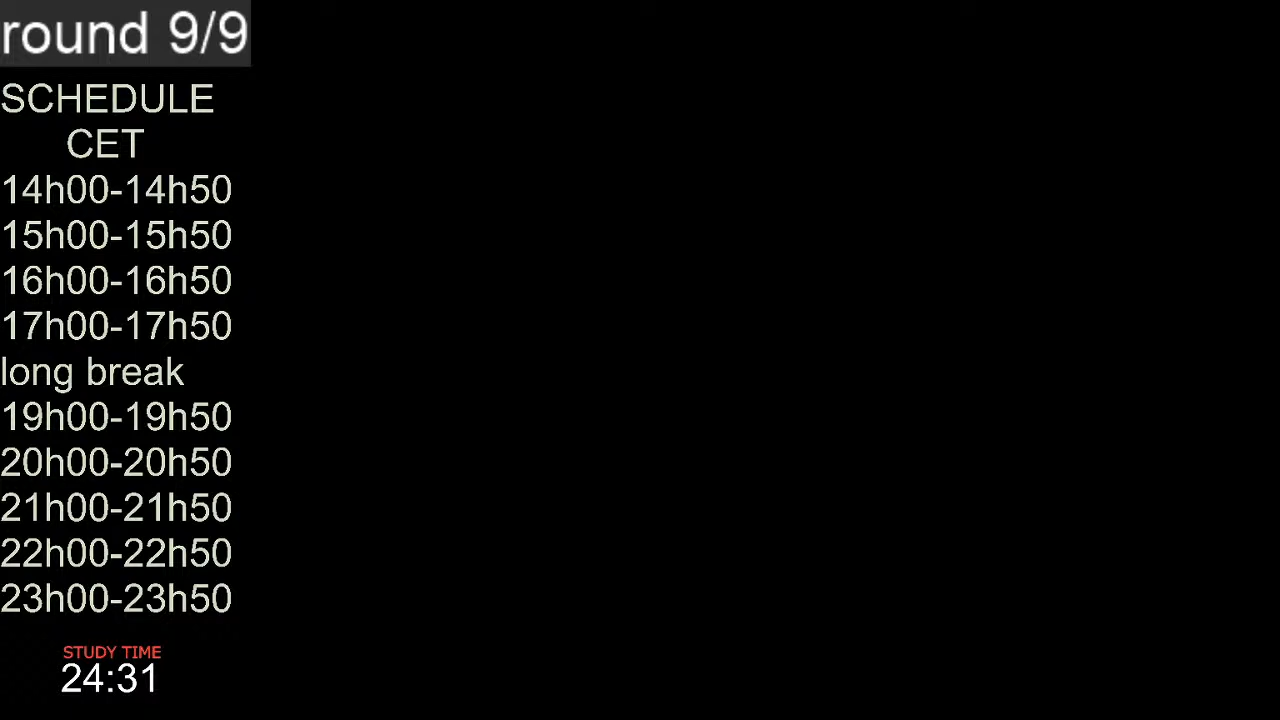 round 9/9
SCHEDULE
CET
14h00-14h50
15h00-15h50
16h00-16h50
17h00-17h50
long break
19h00-19h50
20h00-20h50
21h00-21h50
22h00-22h50
23h00-23h50
STUDY TIME
24:31